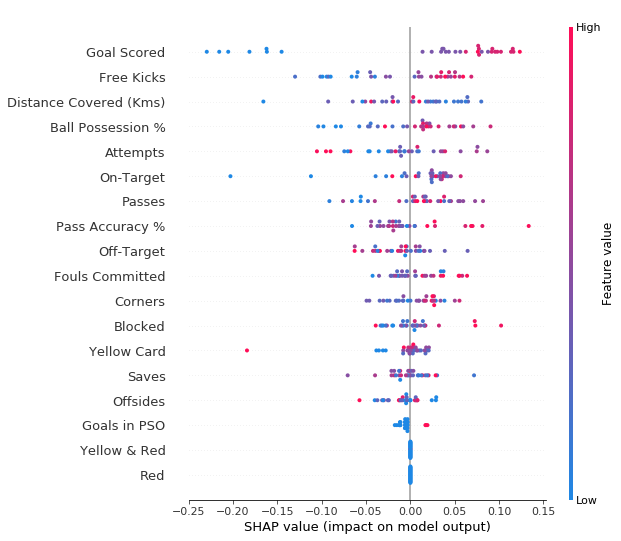 High
Goal Scored
Free Kicks
Distance Covered (Kms)
Ball Possession %
Attempts
On-Target
Passes
Pass Accuracy %
Off-Target
Fouls Committed
Corners
Blocked
Yellow Card
Saves
Offsides
Goals in PSO
Yellow & Red
Red
Feature value
Low
−0.25 −0.20 −0.15 −0.10 −0.05 0.00 0.05 0.10 0.15
SHAP value (impact on model output)